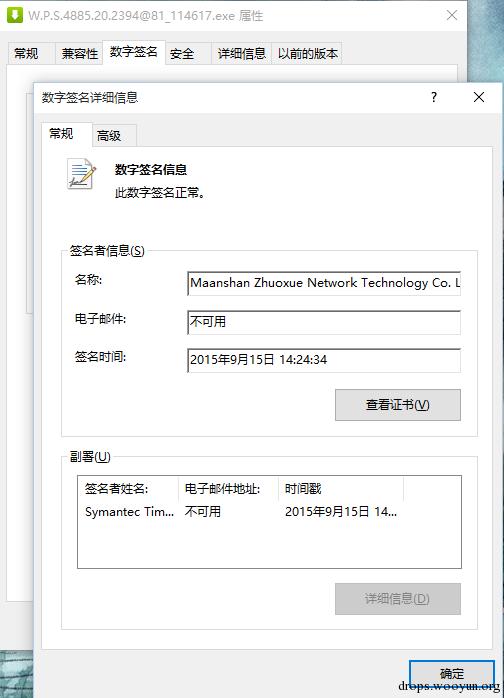 W.P.S.4885.20.2394@81_114617.exe 属性
常规 兼容性 数字签名 安全 详细信息 以前的版本
数字签名详细信息 ?
常规 高级
数字签名信息
此数字签名正常。
签名者信息(S)
名称: Maanshan Zhuoxue Network Technology Co. L
电子邮件: 不可用
签名时间: 2015年9月15日 14:24:34
查看证书(V)
副署(U)
签名者姓名: 电子邮件地址: 时间戳
Symantec Tim... 不可用 2015年9月15日 14...
详细信息(D)
确定
drops.wooyun.org